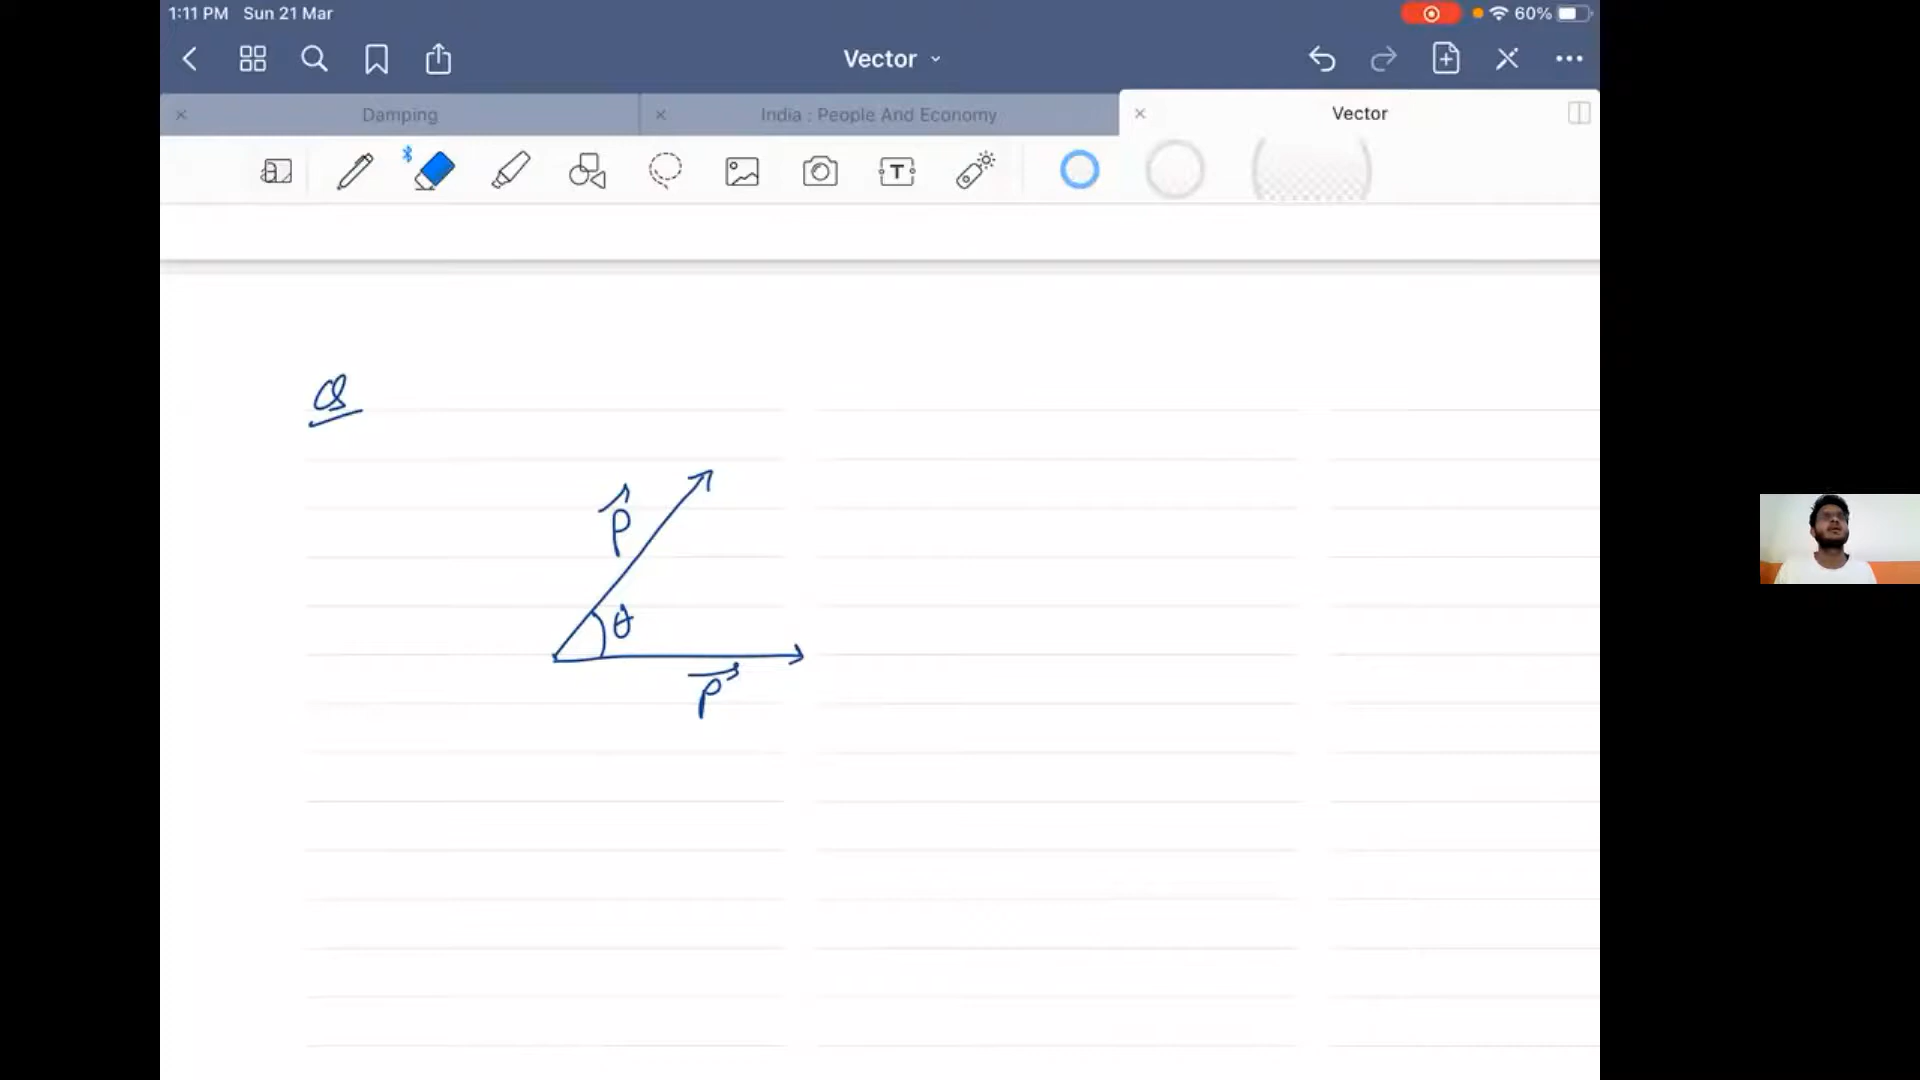 1:11 PM Sun 21 Mar
60%
Vector
Damping
India : People And Economy
Vector
T
Q
P
θ
P